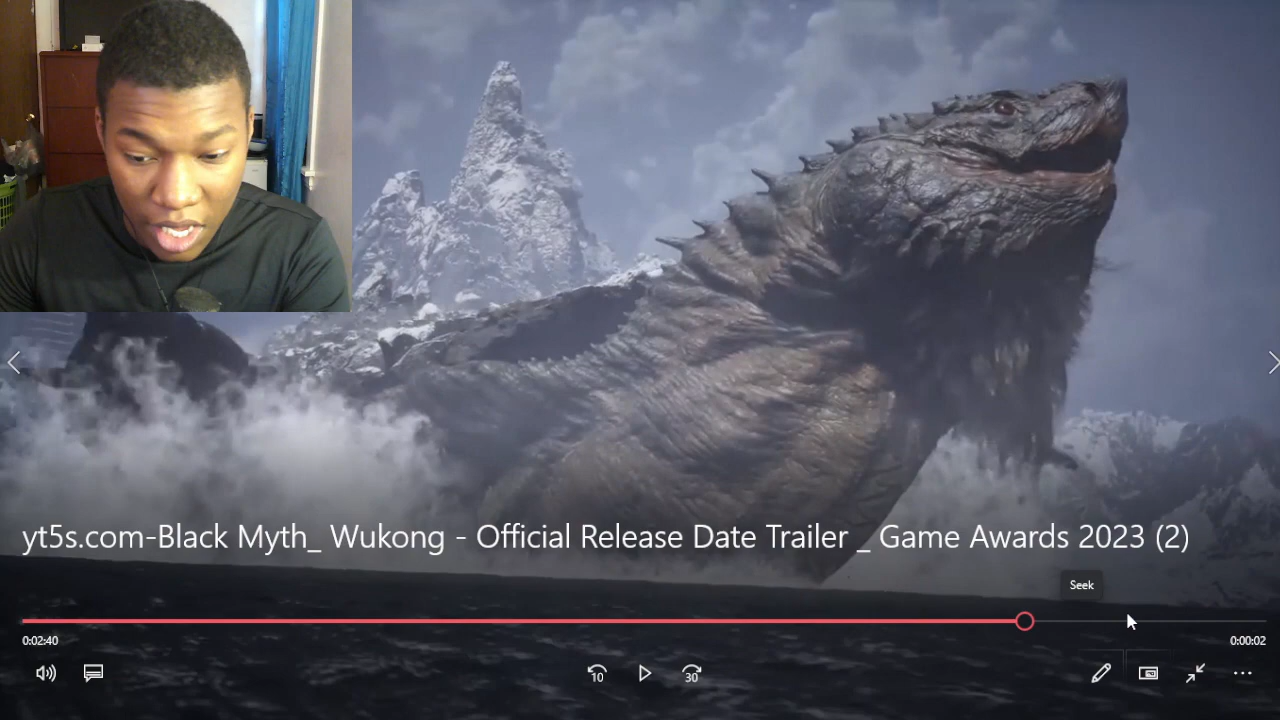 yt5s.com-Black Myth_ Wukong - Official Release Date Trailer _ Game Awards 2023 (2)
Seek
0:02:40
0:00:02
10
30